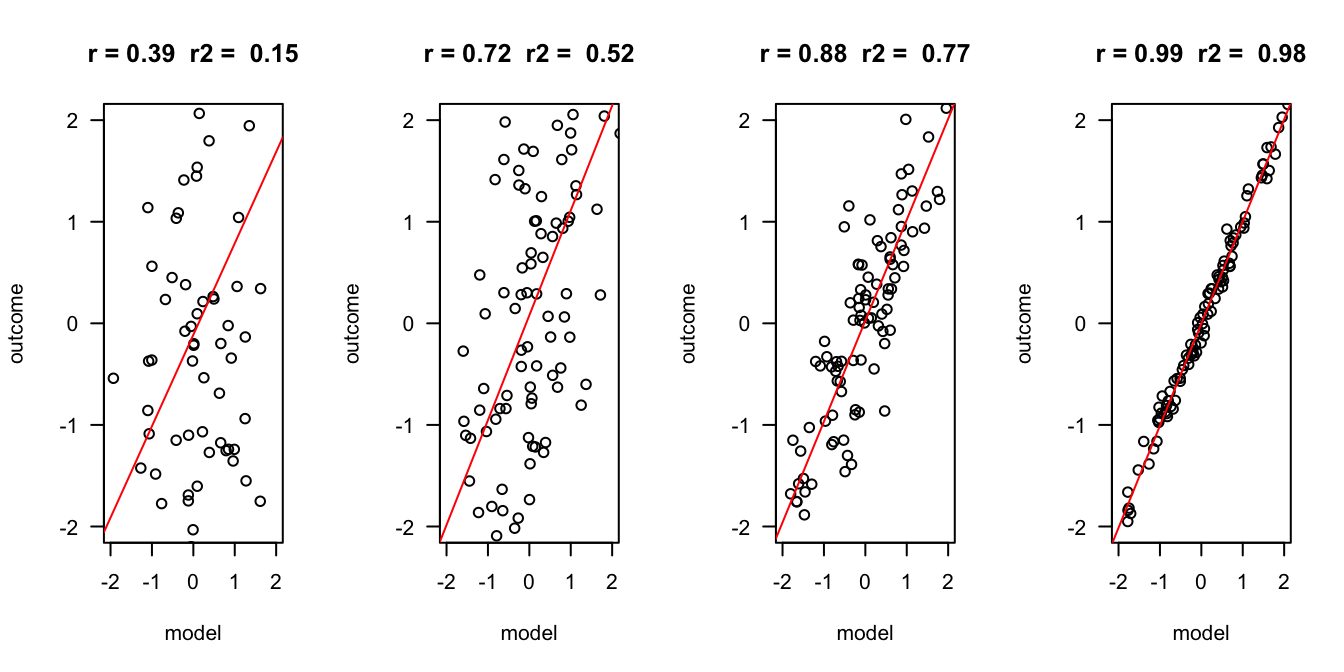 r = 0.39  r2 =  0.15
outcome
2
1
0
-1
-2
-2 -1 0 1 2
model
r = 0.72  r2 =  0.52
outcome
2
1
0
-1
-2
-2 -1 0 1 2
model
r = 0.88  r2 =  0.77
outcome
2
1
0
-1
-2
-2 -1 0 1 2
model
r = 0.99  r2 =  0.98
outcome
2
1
0
-1
-2
-2 -1 0 1 2
model